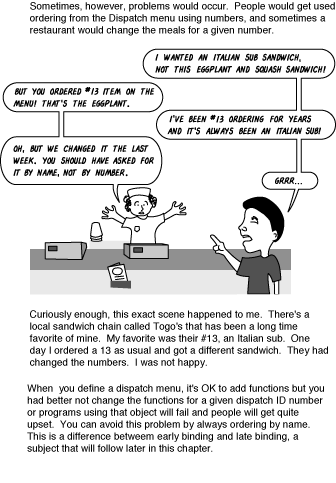 Sometimes, however, problems would occur.  People would get used
ordering from the Dispatch menu using numbers, and sometimes a
restaurant would change the meals for a given number.
I WANTED AN ITALIAN SUB SANDWICH,
NOT THIS EGGPLANT AND SQUASH SANDWICH!
BUT YOU ORDERED #13 ITEM ON THE
MENU! THAT'S THE EGGPLANT.
I'VE BEEN #13 ORDERING FOR YEARS
AND IT'S ALWAYS BEEN AN ITALIAN SUB!
OH, BUT WE CHANGED IT THE LAST
WEEK. YOU SHOULD HAVE ASKED FOR
IT BY NAME, NOT BY NUMBER.
GRRR...
Curiously enough, this exact scene happened to me.  There's a
local sandwich chain called Togo's that has been a long time
favorite of mine.  My favorite was their #13, an Italian sub.  One
day I ordered a 13 as usual and got a different sandwich.  They had
changed the numbers.  I was not happy.
When  you define a dispatch menu, it's OK to add functions but you
had better not change the functions for a given dispatch ID number
or programs using that object will fail and people will get quite
upset.  You can avoid this problem by always ordering by name.
This is a difference betweem early binding and late binding, a
subject that will follow later in this chapter.